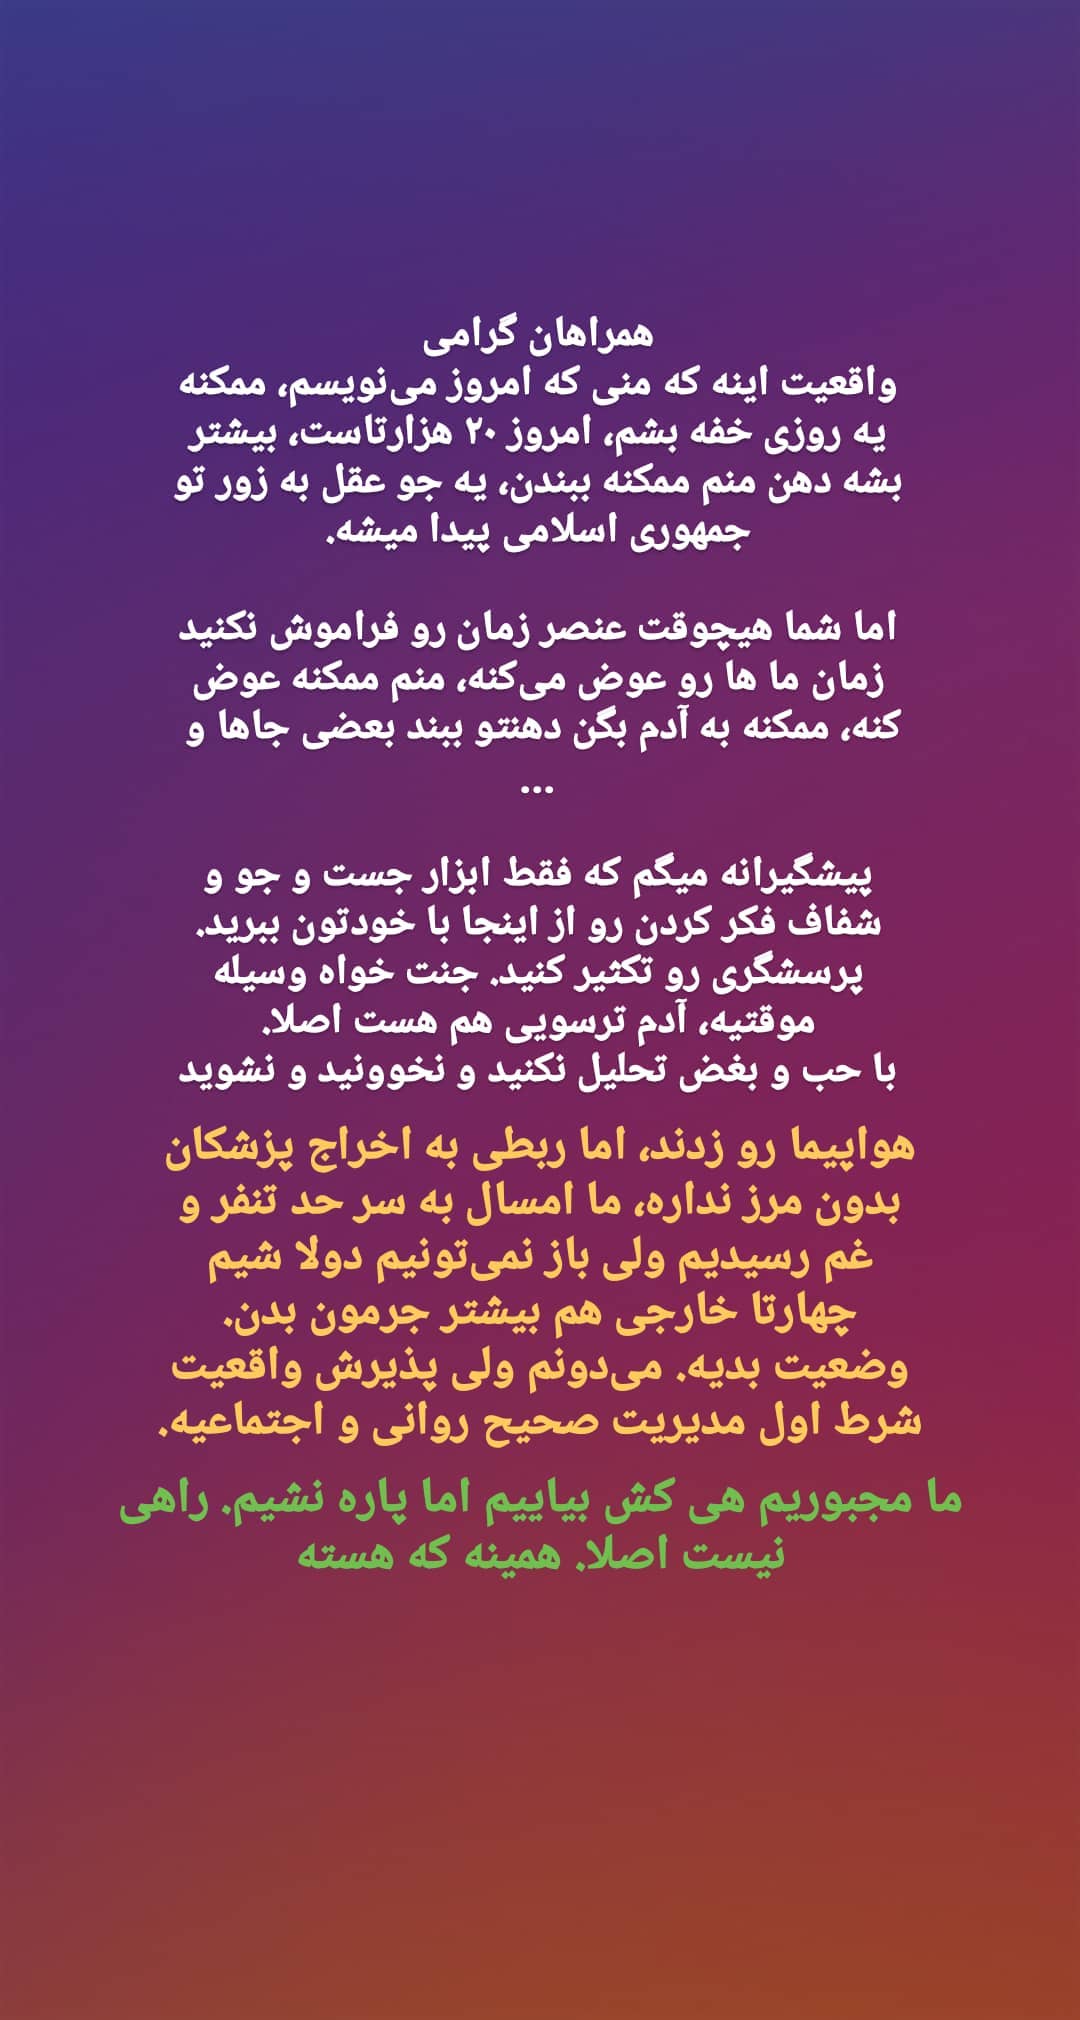 همراهان گرامی
واقعیت اینه که منی که امروز می‌نویسم، ممکنه
یه روزی خفه بشم، امروز ۲۰ هزارتاست، بیشتر
بشه دهن منم ممکنه ببندن، یه جو عقل به زور تو
جمهوری اسلامی پیدا میشه.
اما شما هیچوقت عنصر زمان رو فراموش نکنید
زمان ما ها رو عوض می‌کنه، منم ممکنه عوض
کنه، ممکنه به آدم بگن دهنتو ببند بعضی جاها و
...
پیشگیرانه میگم که فقط ابزار جست و جو و
شفاف فکر کردن رو از اینجا با خودتون ببرید.
پرسشگری رو تکثیر کنید. جنت خواه وسیله
موقتیه، آدم ترسویی هم هست اصلا.
با حب و بغض تحلیل نکنید و نخوونید و نشوید
هواپیما رو زدند، اما ربطی به اخراج پزشکان
بدون مرز نداره، ما امسال به سر حد تنفر و
غم رسیدیم ولی باز نمی‌تونیم دولا شیم
چهارتا خارجی هم بیشتر جرمون بدن.
وضعیت بدیه. می‌دونم ولی پذیرش واقعیت
شرط اول مدیریت صحیح روانی و اجتماعیه.
ما مجبوریم هی کش بیاییم اما پاره نشیم. راهی
نیست اصلا. همینه که هسته